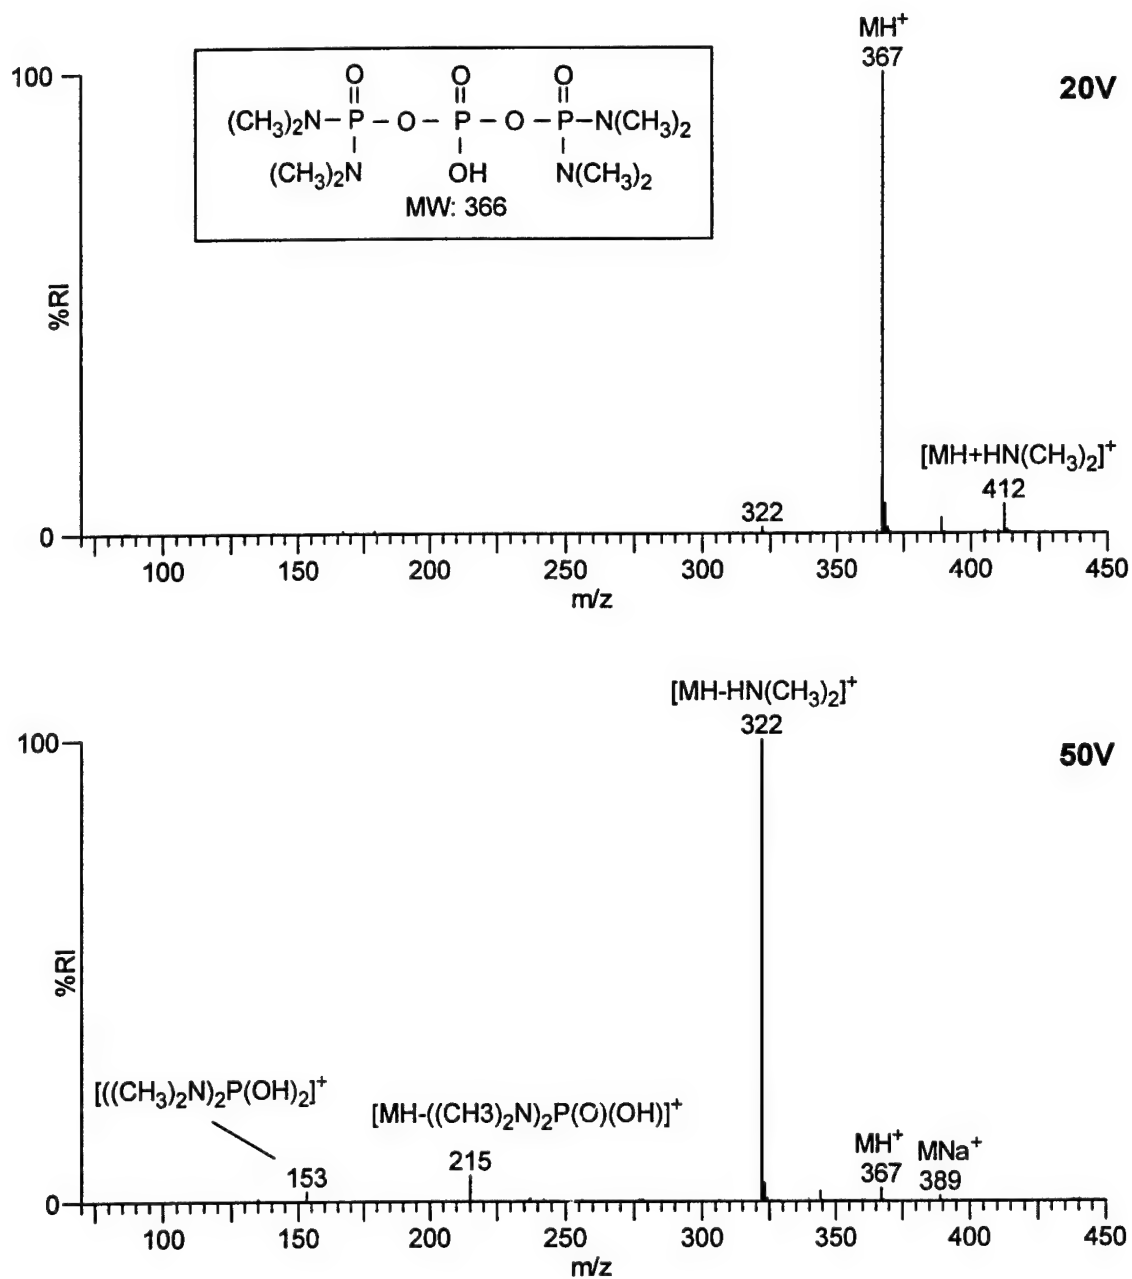 MH+
367
100
20V
O O O
(CH3)2N–P–O–P–O–P–N(CH3)2
(CH3)2N OH N(CH3)2
MW: 366
%RI
[MH+HN(CH3)2]+
412
322
0
100 150 200 250 300 350 400 450
m/z
[MH-HN(CH3)2]+
322
100
50V
%RI
[((CH3)2N)2P(OH)2]+
[MH-((CH3)2N)2P(O)(OH)]+
153
215
MH+
367
MNa+
389
0
100 150 200 250 300 350 400 450
m/z